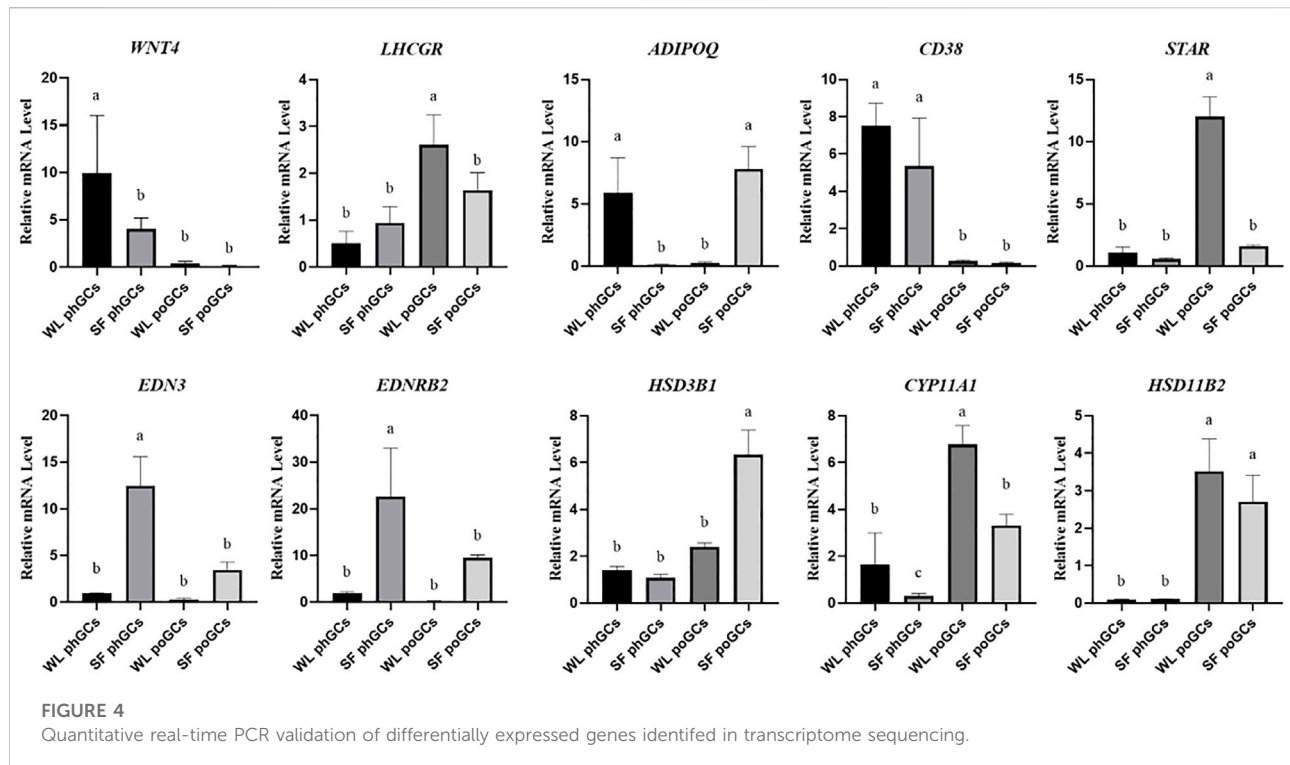 WNT4
LHCGR
ADIPOQ
CD38
STAR
Relative mRNA Level
20
15
10
5
0
a
b
b
b
WL phGCs
SF phGCs
WL poGCs
SF poGCs
Relative mRNA Level
4
3
2
1
0
b
b
a
b
WL phGCs
SF phGCs
WL poGCs
SF poGCs
Relative mRNA Level
15
10
5
0
a
b
b
a
WL phGCs
SF phGCs
WL poGCs
SF poGCs
Relative mRNA Level
8
6
4
2
0
a
a
b
b
WL phGCs
SF phGCs
WL poGCs
SF poGCs
Relative mRNA Level
15
10
5
0
b
b
a
b
WL phGCs
SF phGCs
WL poGCs
SF poGCs
EDN3
EDNRB2
HSD3B1
CYP11A1
HSD11B2
Relative mRNA Level
20
15
10
5
0
b
a
b
b
WL phGCs
SF phGCs
WL poGCs
SF poGCs
Relative mRNA Level
40
30
20
10
0
b
a
b
b
WL phGCs
SF phGCs
WL poGCs
SF poGCs
Relative mRNA Level
8
6
4
2
0
b
b
b
a
WL phGCs
SF phGCs
WL poGCs
SF poGCs
Relative mRNA Level
8
6
4
2
0
b
c
a
b
WL phGCs
SF phGCs
WL poGCs
SF poGCs
Relative mRNA Level
5
4
3
2
1
0
b
b
a
a
WL phGCs
SF phGCs
WL poGCs
SF poGCs
FIGURE 4
Quantitative real-time PCR validation of differentially expressed genes identifed in transcriptome sequencing.